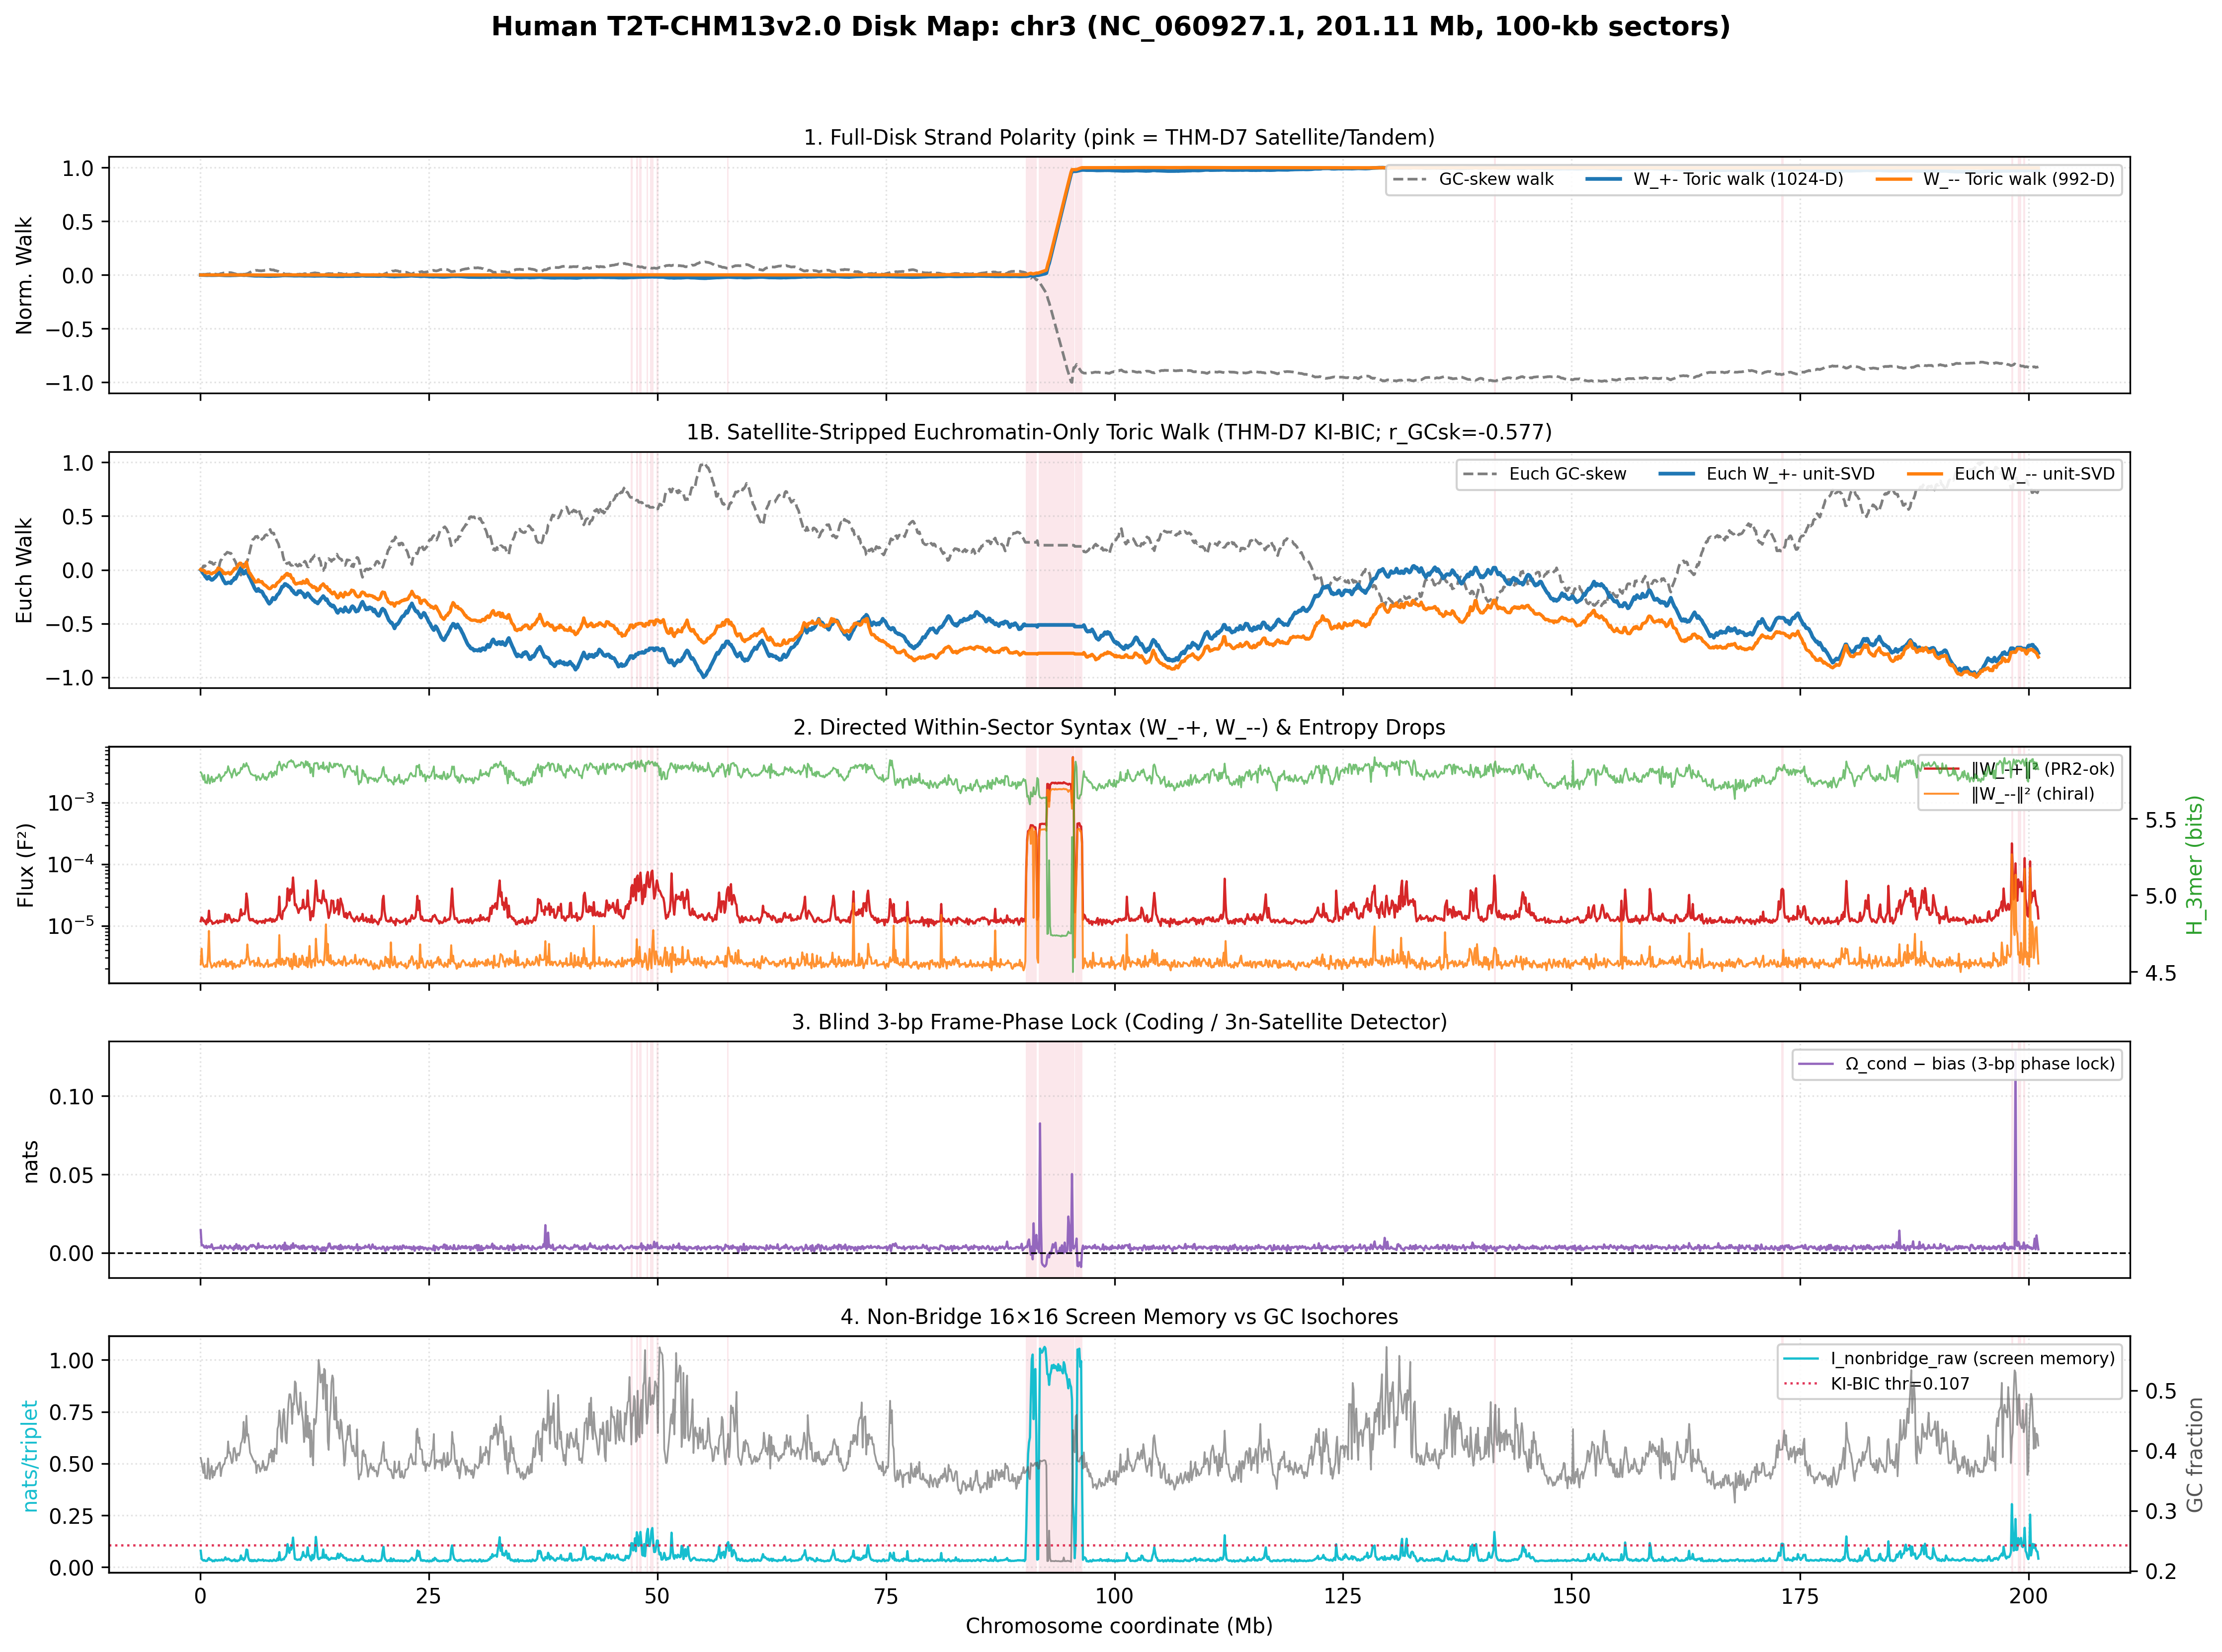 Human T2T-CHM13v2.0 Disk Map: chr3 (NC_060927.1, 201.11 Mb, 100-kb sectors)
1. Full-Disk Strand Polarity (pink = THM-D7 Satellite/Tandem)
Norm. Walk
1.0
0.5
0.0
−0.5
−1.0
GC-skew walk
W_+- Toric walk (1024-D)
W_-- Toric walk (992-D)
1B. Satellite-Stripped Euchromatin-Only Toric Walk (THM-D7 KI-BIC; r_GCsk=-0.577)
Euch Walk
1.0
0.5
0.0
−0.5
−1.0
Euch GC-skew
Euch W_+- unit-SVD
Euch W_-- unit-SVD
2. Directed Within-Sector Syntax (W_-+, W_--) & Entropy Drops
Flux (F²)
10⁻³
10⁻⁴
10⁻⁵
‖W_-+‖² (PR2-ok)
‖W_--‖² (chiral)
5.5
5.0
4.5
H_3mer (bits)
3. Blind 3-bp Frame-Phase Lock (Coding / 3n-Satellite Detector)
nats
0.10
0.05
0.00
Ω_cond − bias (3-bp phase lock)
4. Non-Bridge 16×16 Screen Memory vs GC Isochores
nats/triplet
1.00
0.75
0.50
0.25
0.00
I_nonbridge_raw (screen memory)
KI-BIC thr=0.107
0.5
0.4
0.3
0.2
GC fraction
0 25 50 75 100 125 150 175 200
Chromosome coordinate (Mb)